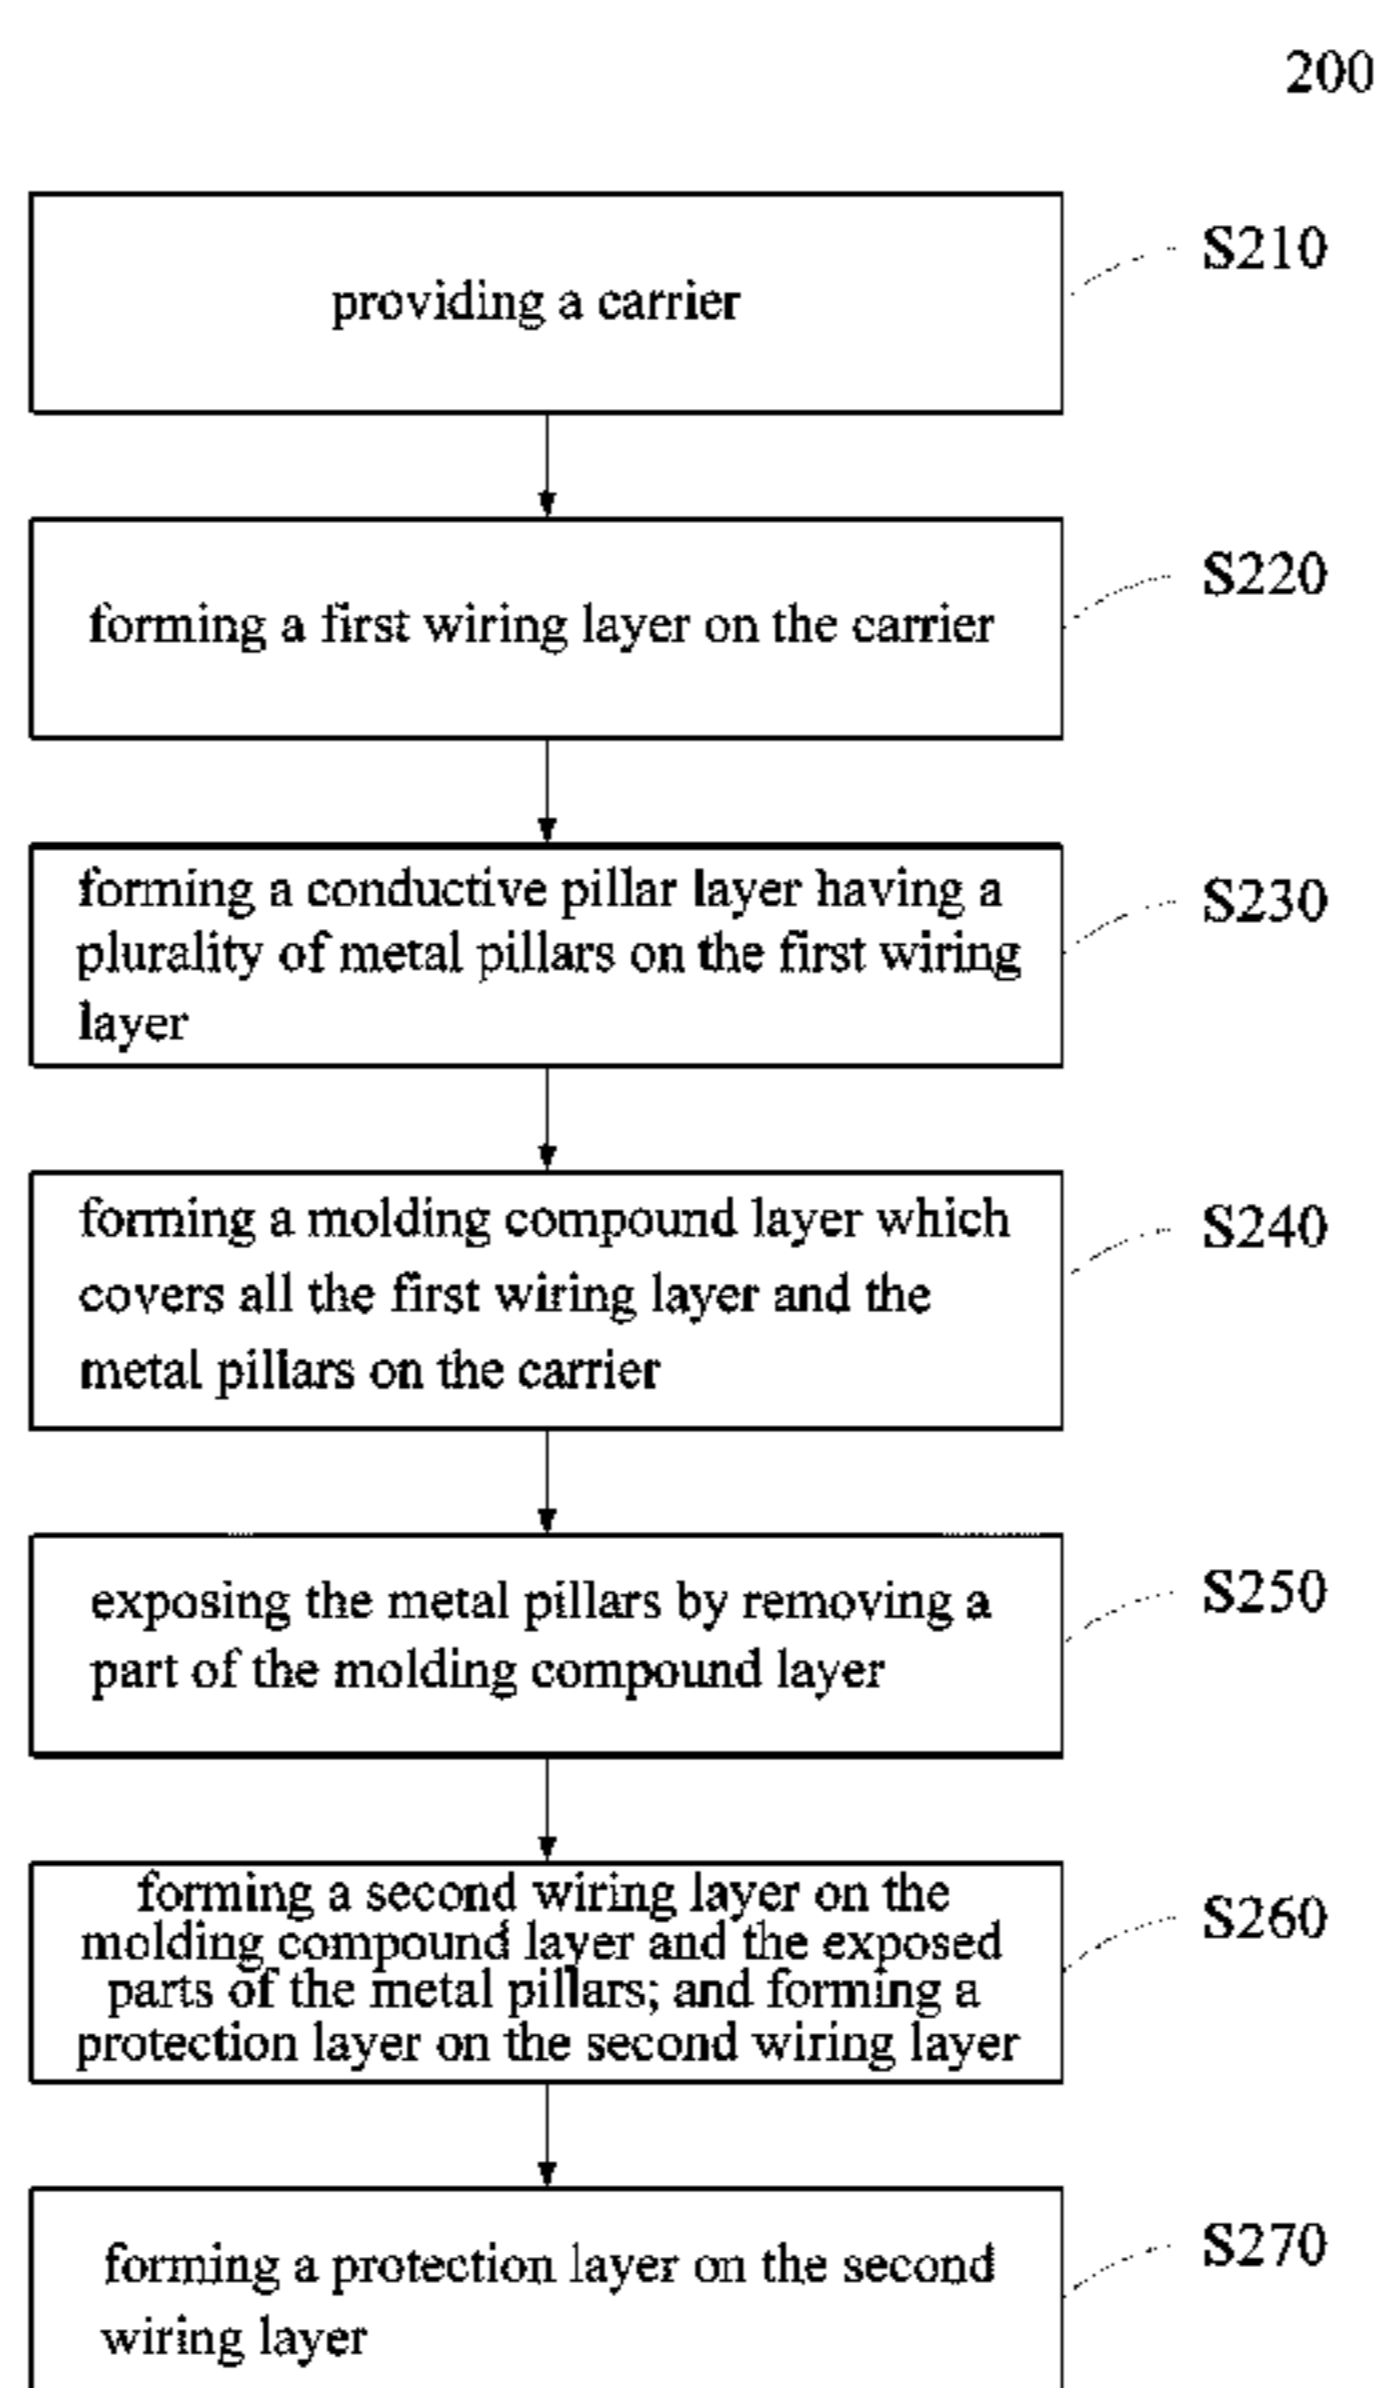 200
providing a carrier
S210
forming a first wiring layer on the carrier
S220
forming a conductive pillar layer having a
plurality of metal pillars on the first wiring
layer
S230
forming a molding compound layer which
covers all the first wiring layer and the
metal pillars on the carrier
S240
exposing the metal pillars by removing a
part of the molding compound layer
S250
forming a second wiring layer on the
molding compound layer and the exposed
parts of the metal pillars; and forming a
protection layer on the second wiring layer
S260
forming a protection layer on the second
wiring layer
S270